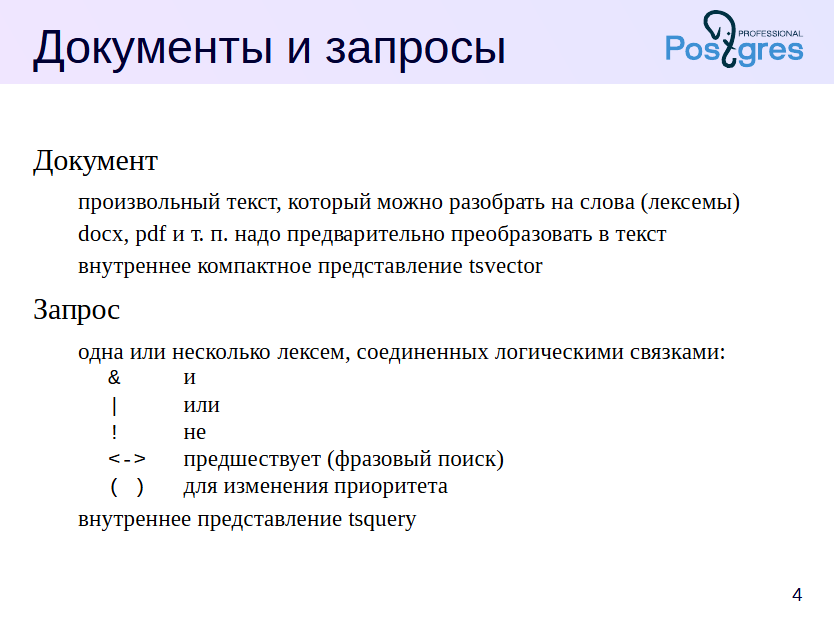 Документы и запросы
PROFESSIONAL
Postgres
Документ
произвольный текст, который можно разобрать на слова (лексемы)
docx, pdf и т. п. надо предварительно преобразовать в текст
внутреннее компактное представление tsvector
Запрос
одна или несколько лексем, соединенных логическими связками:
& и
| или
! не
<-> предшествует (фразовый поиск)
( ) для изменения приоритета
внутреннее представление tsquery
4